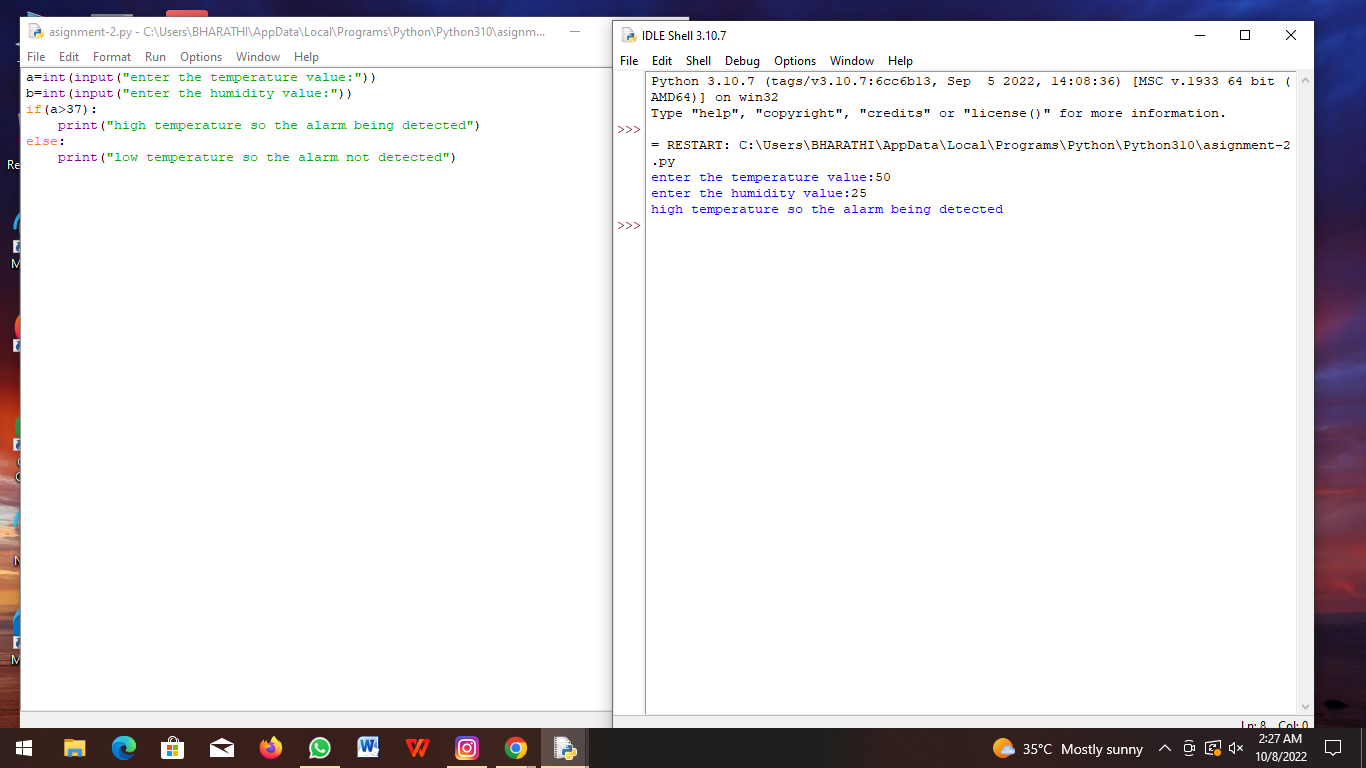 asignment-2.py - C:\Users\BHARATHI\AppData\Local\Programs\Python\Python310\asignm...
File Edit Format Run Options Window Help
a=int(input("enter the temperature value:"))
b=int(input("enter the humidity value:"))
if(a>37):
    print("high temperature so the alarm being detected")
else:
    print("low temperature so the alarm not detected")
IDLE Shell 3.10.7
File Edit Shell Debug Options Window Help
Python 3.10.7 (tags/v3.10.7:6cc6b13, Sep  5 2022, 14:08:36) [MSC v.1933 64 bit (
AMD64)] on win32
Type "help", "copyright", "credits" or "license()" for more information.
>>>
= RESTART: C:\Users\BHARATHI\AppData\Local\Programs\Python\Python310\asignment-2
.py
enter the temperature value:50
enter the humidity value:25
high temperature so the alarm being detected
>>>
Ln: 8 Col: 0
Re
35°C Mostly sunny
2:27 AM
10/8/2022